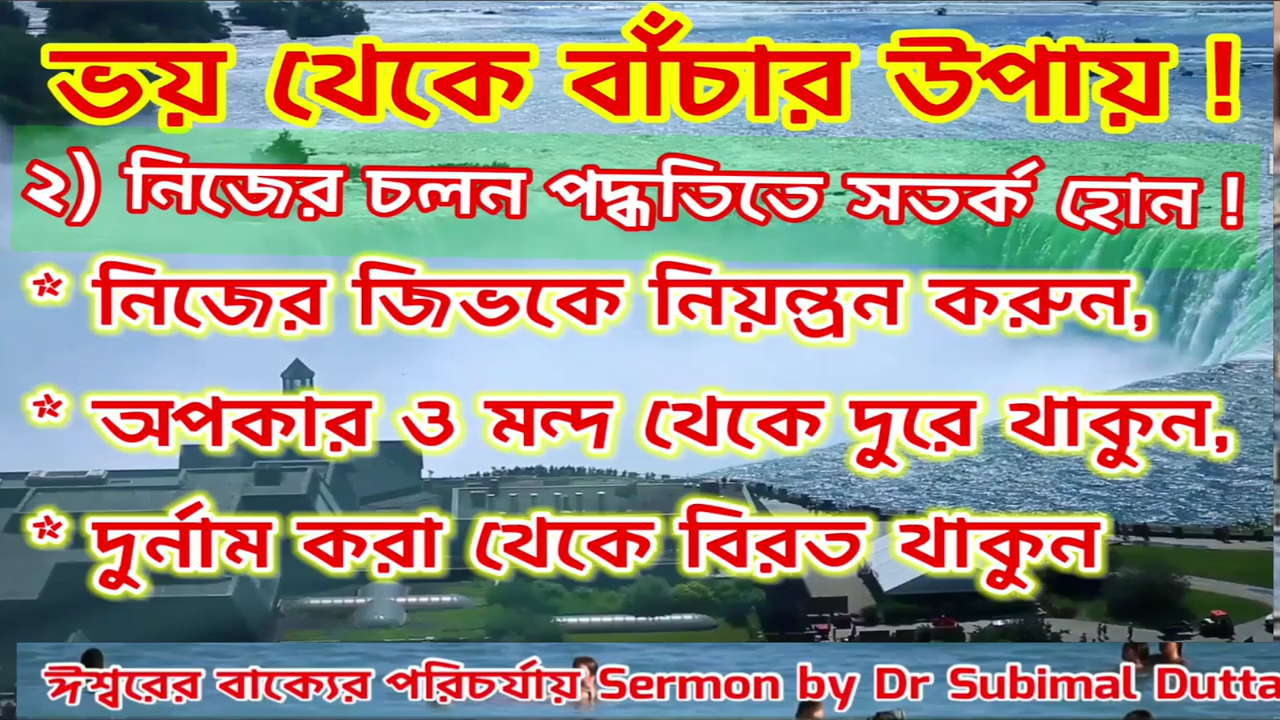 ভয় থেকে বাঁচার উপায় !
২) নিজের চলন পদ্ধতিতে সতর্ক হোন !
* নিজের জিভকে নিয়ন্ত্রন করুন,
* অপকার ও মন্দ থেকে দুরে থাকুন,
* দুর্নাম করা থেকে বিরত থাকুন
ঈশ্বরের বাক্যের পরিচর্যায় Sermon by Dr Subimal Dutta